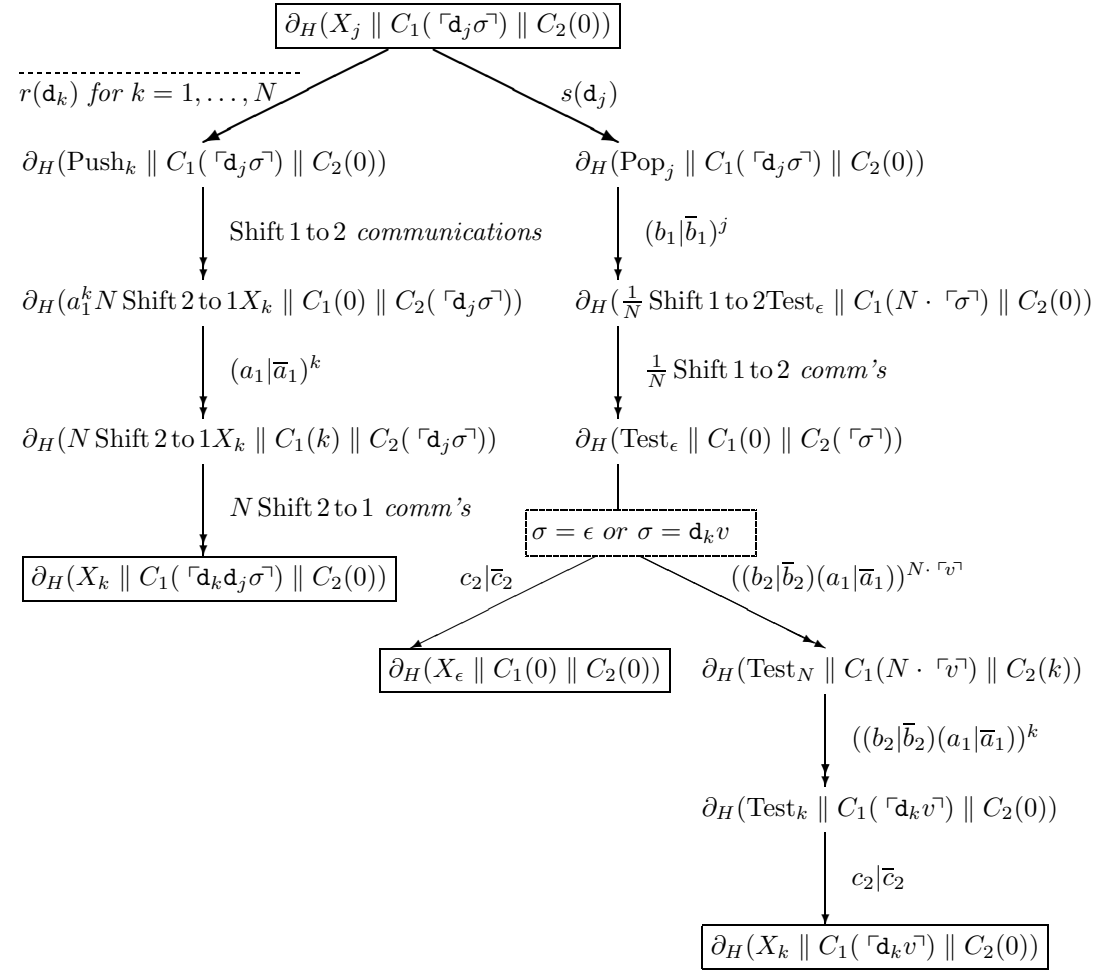 ∂_H(X_j ∥ C_1(⌜d_jσ⌝) ∥ C_2(0))
r(d_k) for k = 1, . . . , N
s(d_j)
∂_H(Push_k ∥ C_1(⌜d_jσ⌝) ∥ C_2(0))
∂_H(Pop_j ∥ C_1(⌜d_jσ⌝) ∥ C_2(0))
Shift 1 to 2 communications
(b_1|b̅_1)^j
∂_H(a_1^k N Shift 2 to 1X_k ∥ C_1(0) ∥ C_2(⌜d_jσ⌝))
∂_H(\frac{1}{N} Shift 1 to 2Test_ϵ ∥ C_1(N · ⌜σ⌝) ∥ C_2(0))
(a_1|a̅_1)^k
\frac{1}{N} Shift 1 to 2 comm's
∂_H(N Shift 2 to 1X_k ∥ C_1(k) ∥ C_2(⌜d_jσ⌝))
∂_H(Test_ϵ ∥ C_1(0) ∥ C_2(⌜σ⌝))
N Shift 2 to 1 comm's
σ = ϵ or σ = d_kv
∂_H(X_k ∥ C_1(⌜d_kd_jσ⌝) ∥ C_2(0))
c_2|c̅_2
((b_2|b̅_2)(a_1|a̅_1))^{N·⌜v⌝}
∂_H(X_ϵ ∥ C_1(0) ∥ C_2(0))
∂_H(Test_N ∥ C_1(N · ⌜v⌝) ∥ C_2(k))
((b_2|b̅_2)(a_1|a̅_1))^k
∂_H(Test_k ∥ C_1(⌜d_kv⌝) ∥ C_2(0))
c_2|c̅_2
∂_H(X_k ∥ C_1(⌜d_kv⌝) ∥ C_2(0))